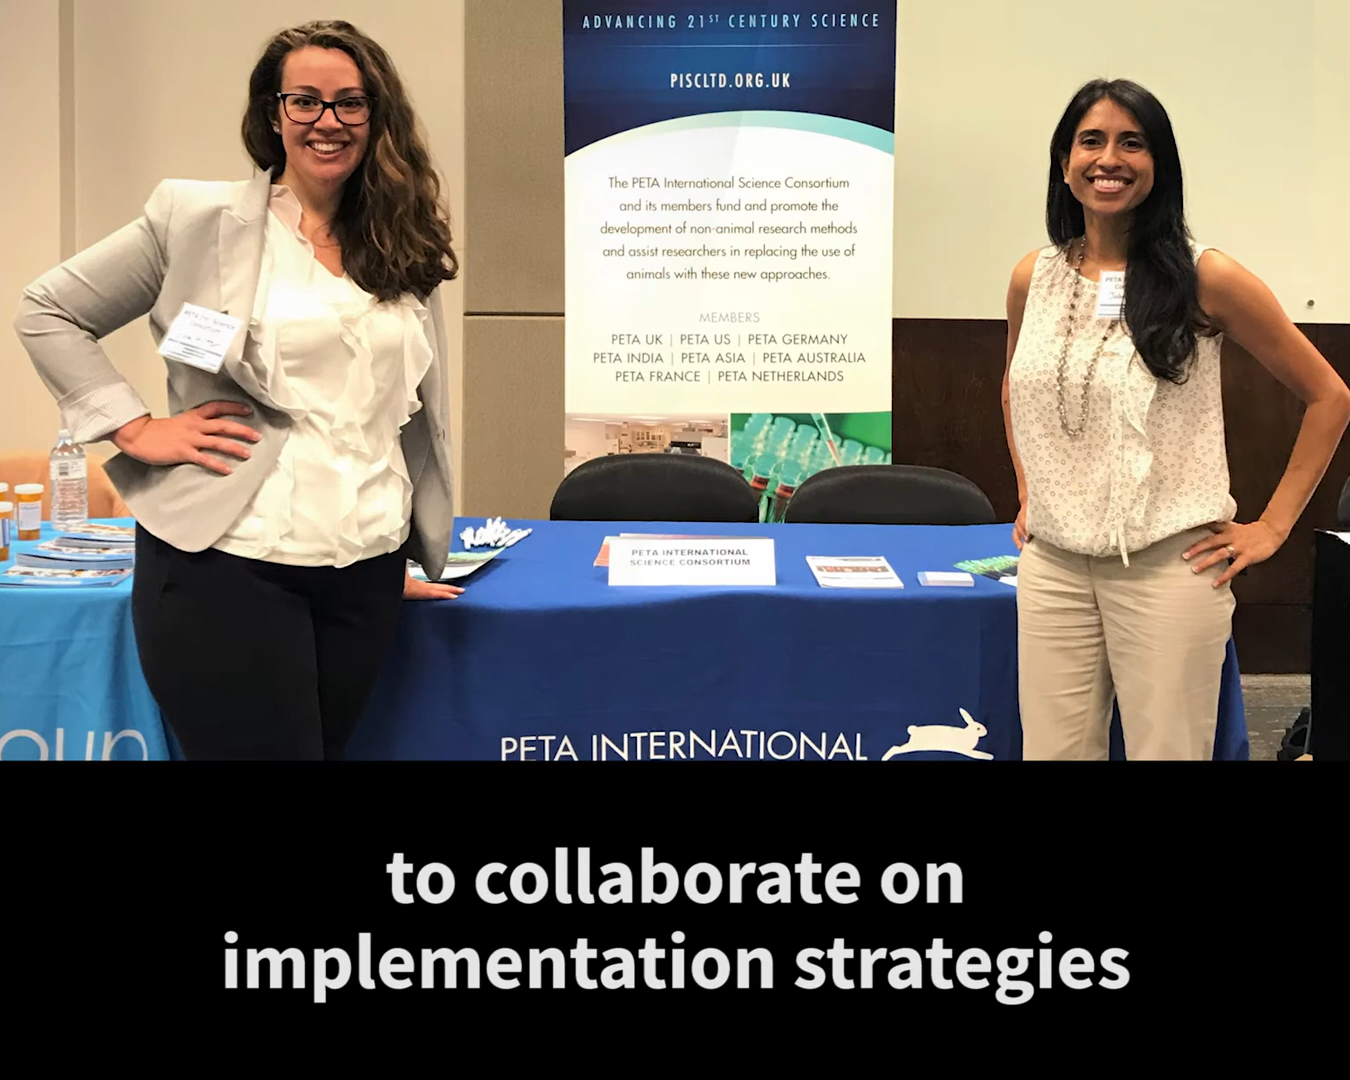 ADVANCING 21ST CENTURY SCIENCE
PISCLTD.ORG.UK
The PETA International Science Consortium
and its members fund and promote the
development of non-animal research methods
and assist researchers in replacing the use of
animals with these new approaches.
MEMBERS
PETA UK | PETA US | PETA GERMANY
PETA INDIA | PETA ASIA | PETA AUSTRALIA
PETA FRANCE | PETA NETHERLANDS
PETA INTERNATIONAL
SCIENCE CONSORTIUM
PETA INTERNATIONAL
to collaborate on
implementation strategies